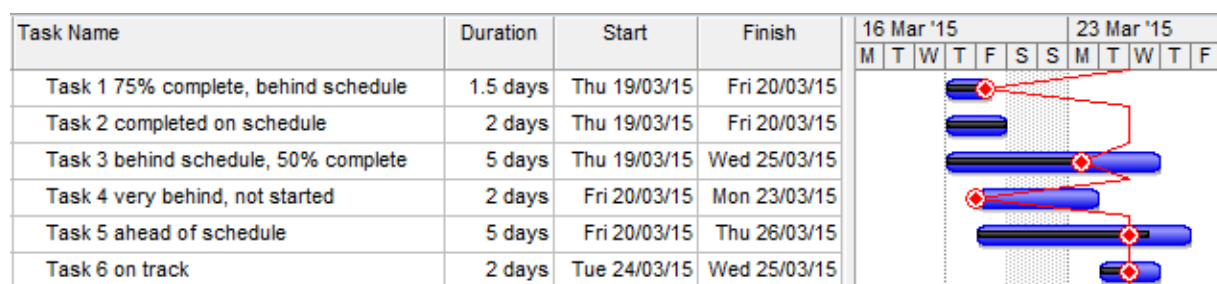 Task Name Duration Start Finish 16 Mar '15 23 Mar '15
M T W T F S S M T W T F
Task 1 75% complete, behind schedule 1.5 days Thu 19/03/15 Fri 20/03/15
Task 2 completed on schedule 2 days Thu 19/03/15 Fri 20/03/15
Task 3 behind schedule, 50% complete 5 days Thu 19/03/15 Wed 25/03/15
Task 4 very behind, not started 2 days Fri 20/03/15 Mon 23/03/15
Task 5 ahead of schedule 5 days Fri 20/03/15 Thu 26/03/15
Task 6 on track 2 days Tue 24/03/15 Wed 25/03/15